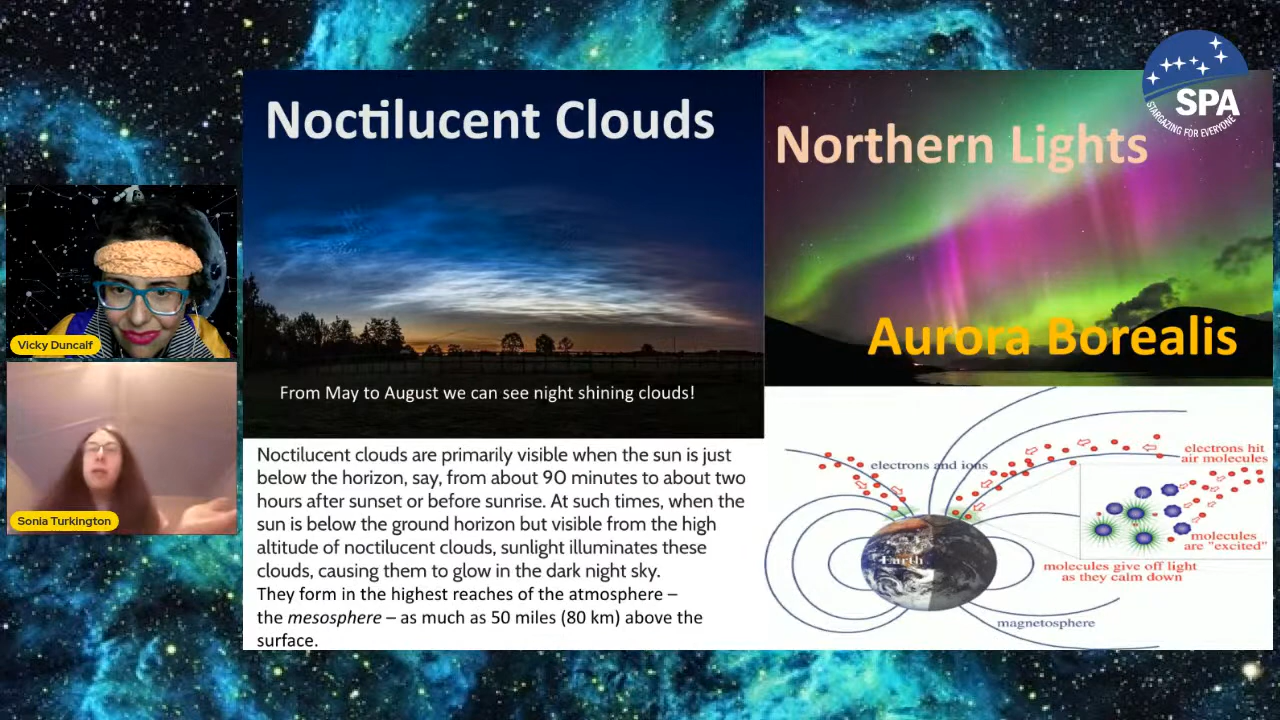 Noctilucent Clouds
From May to August we can see night shining clouds!
Noctilucent clouds are primarily visible when the sun is just
below the horizon, say, from about 90 minutes to about two
hours after sunset or before sunrise. At such times, when the
sun is below the ground horizon but visible from the high
altitude of noctilucent clouds, sunlight illuminates these
clouds, causing them to glow in the dark night sky.
They form in the highest reaches of the atmosphere –
the mesosphere – as much as 50 miles (80 km) above the
surface.
Northern Lights
Aurora Borealis
electrons and ions
electrons hit
air molecules
molecules
are "excited"
molecules give off light
as they calm down
Earth
magnetosphere
SPA
STARGAZING FOR EVERYONE
Vicky Duncalf
Sonia Turkington